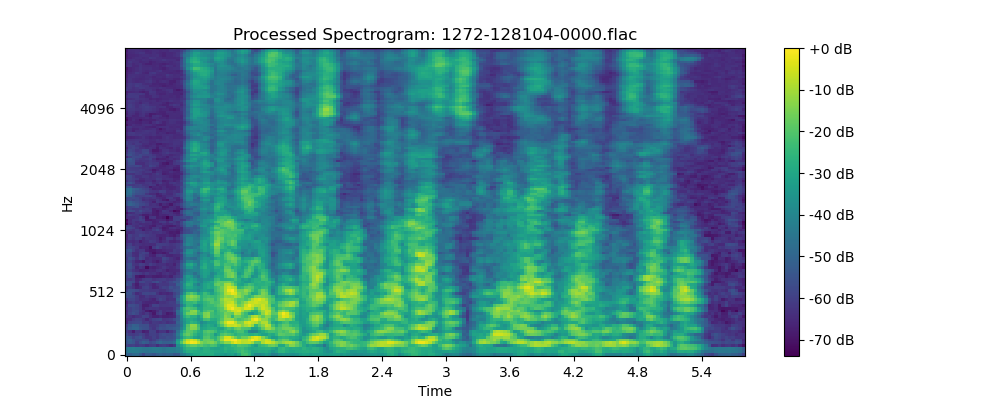 Processed Spectrogram: 1272-128104-0000.flac
Hz
4096
2048
1024
512
0
0 0.6 1.2 1.8 2.4 3 3.6 4.2 4.8 5.4
Time
+0 dB
-10 dB
-20 dB
-30 dB
-40 dB
-50 dB
-60 dB
-70 dB